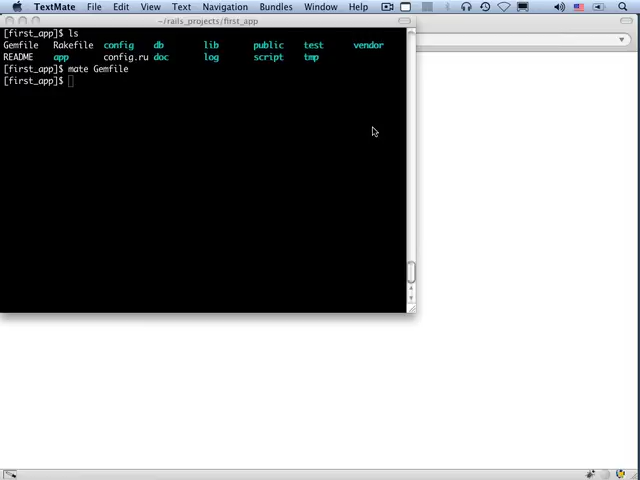 TextMate File Edit View Text Navigation Bundles Window Help
~/rails_projects/first_app
[first_app]$ ls
Gemfile Rakefile config db lib public test vendor
README app config.ru doc log script tmp
[first_app]$ mate Gemfile
[first_app]$